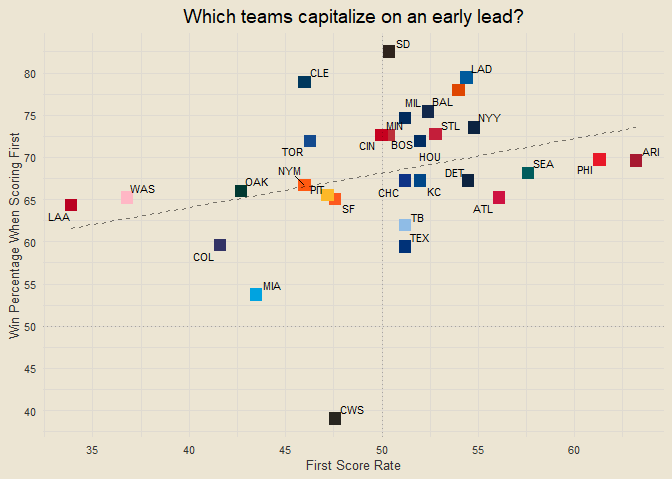 Which teams capitalize on an early lead?
SD
CLE
LAD
MIL
BAL
NYY
MIN
STL
CIN
BOS
TOR
HOU
ARI
PHI
SEA
NYM
DET
OAK
PIT
CHC
KC
WAS
SF
ATL
LAA
TB
TEX
COL
MIA
CWS
Win Percentage When Scoring First
80
75
70
65
60
55
50
45
40
35
40
45
50
55
60
First Score Rate